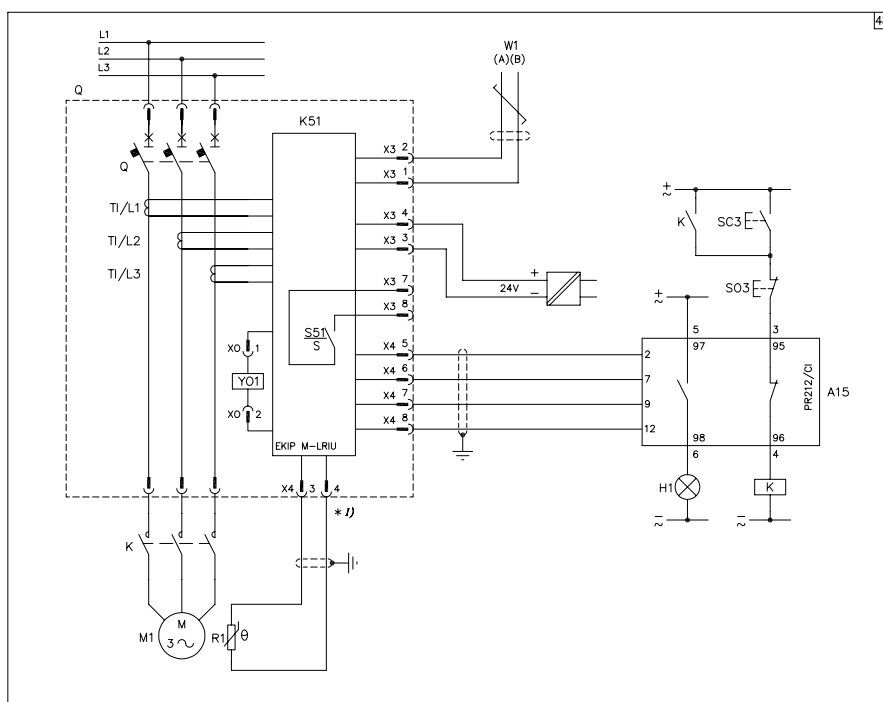 4
L1
L2
L3
Q
W1
(A)(B)
K51
X3 2
X3 1
Q
TI/L1
X3 4
TI/L2
X3 3
TI/L3
+
24V
−
X3 7
X3 8
S51
S
X0 1
Y01
X0 2
X4 5
X4 6
X4 7
X4 8
EKIP M-LRIU
X4 3 4
* 1)
K
M1
M
3
R1
θ
K
SC3
SO3
5
3
97
95
2
7
9
12
PR212/CI
A15
98
96
6
4
H1
K